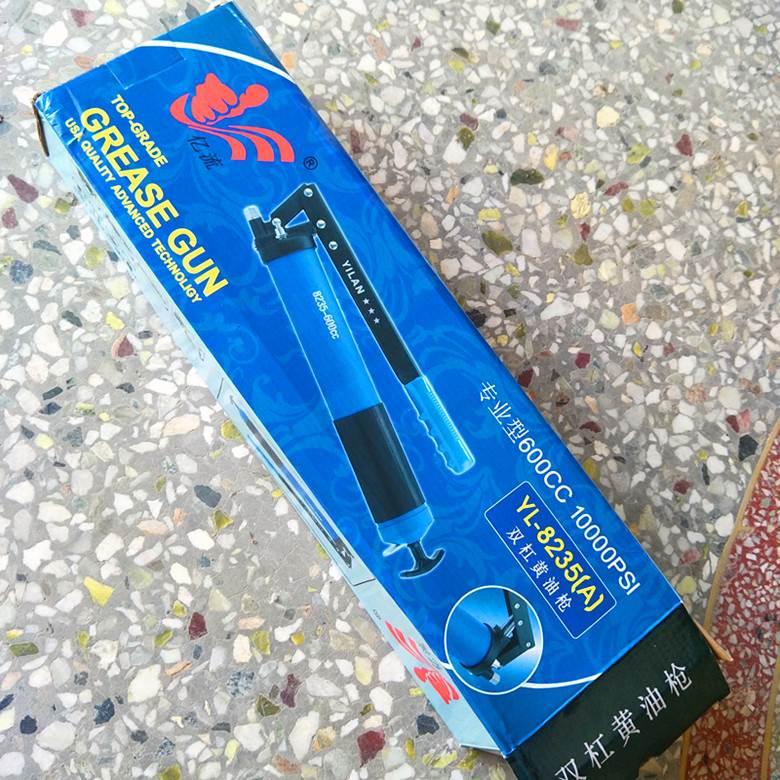 亿流
®
TOP-GRADE
GREASE GUN
USA QUALITY ADVANCED TECHNOLIGY
YILAN ★★★
8235-600cc
专业型600CC 10000PSI
YL-8235(A)
双杠黄油枪
双杠黄油枪